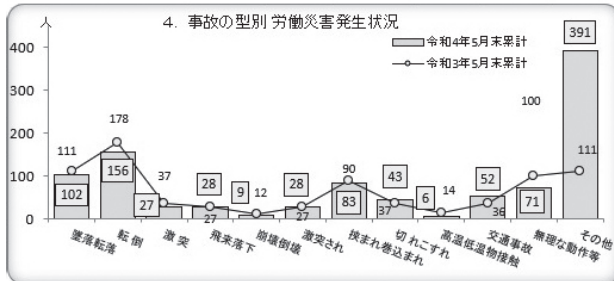 4. 事故の型別 労働災害発生状況
人
令和4年5月末累計
令和3年5月末累計
400
300
200
100
0
111
178
37
28
9
12
28
90
43
6
14
52
100
391
111
102
156
27
27
27
83
37
36
71
墜落転落
転倒
激突
飛来落下
崩壊倒壊
激突され
挟まれ巻込まれ
切れこすれ
高温低温物接触
交通事故
無理な動作等
その他